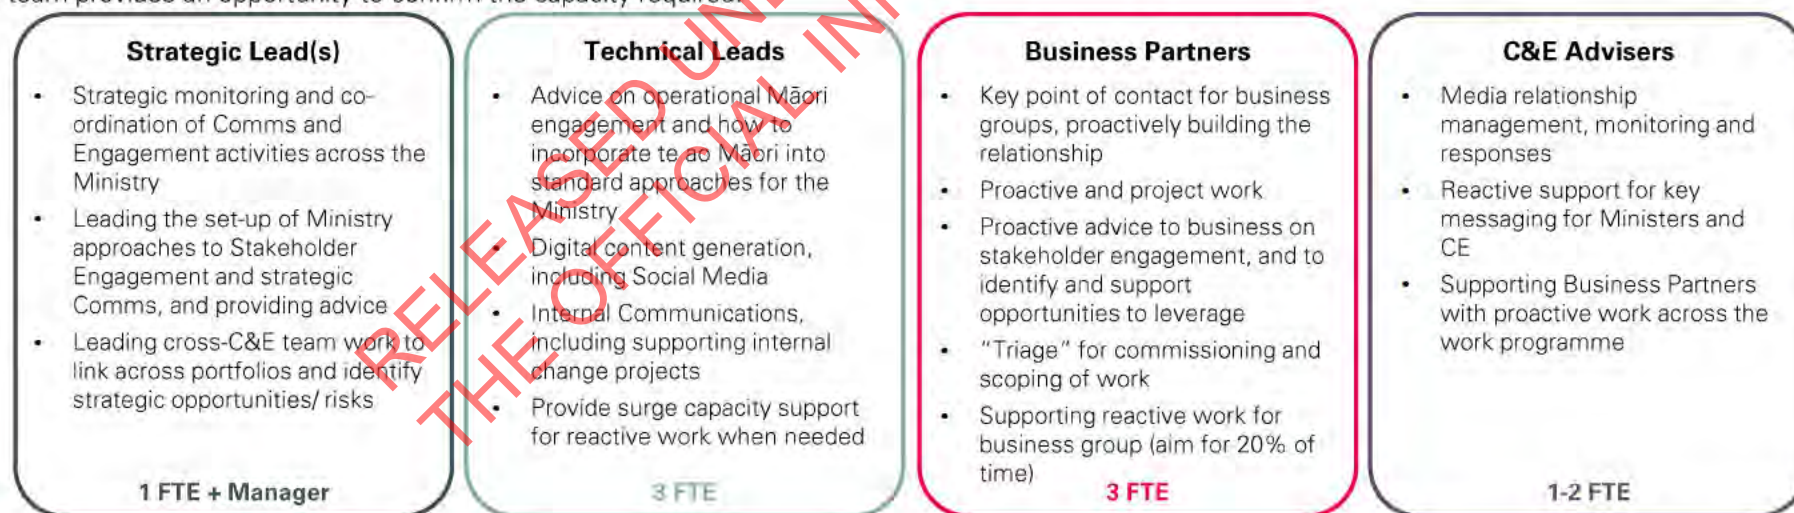 team provides an opportunity to confirm the capacity required.
Strategic Lead(s)
• Strategic monitoring and co-
ordination of Comms and
Engagement activities across the
Ministry
• Leading the set-up of Ministry
approaches to Stakeholder
Engagement and strategic
Comms, and providing advice
• Leading cross-C&E team work to
link across portfolios and identify
strategic opportunities/ risks
1 FTE + Manager
Technical Leads
• Advice on operational Māori
engagement and how to
incorporate te ao Māori into
standard approaches for the
Ministry
• Digital content generation,
including Social Media
• Internal Communications,
including supporting internal
change projects
• Provide surge capacity support
for reactive work when needed
3 FTE
Business Partners
• Key point of contact for business
groups, proactively building the
relationship
• Proactive and project work
• Proactive advice to business on
stakeholder engagement, and to
identify and support
opportunities to leverage
• “Triage” for commissioning and
scoping of work
• Supporting reactive work for
business group (aim for 20% of
time)
3 FTE
C&E Advisers
• Media relationship
management, monitoring and
responses
• Reactive support for key
messaging for Ministers and
CE
• Supporting Business Partners
with proactive work across the
work programme
1-2 FTE
RELEASED
THE OFFICIAL